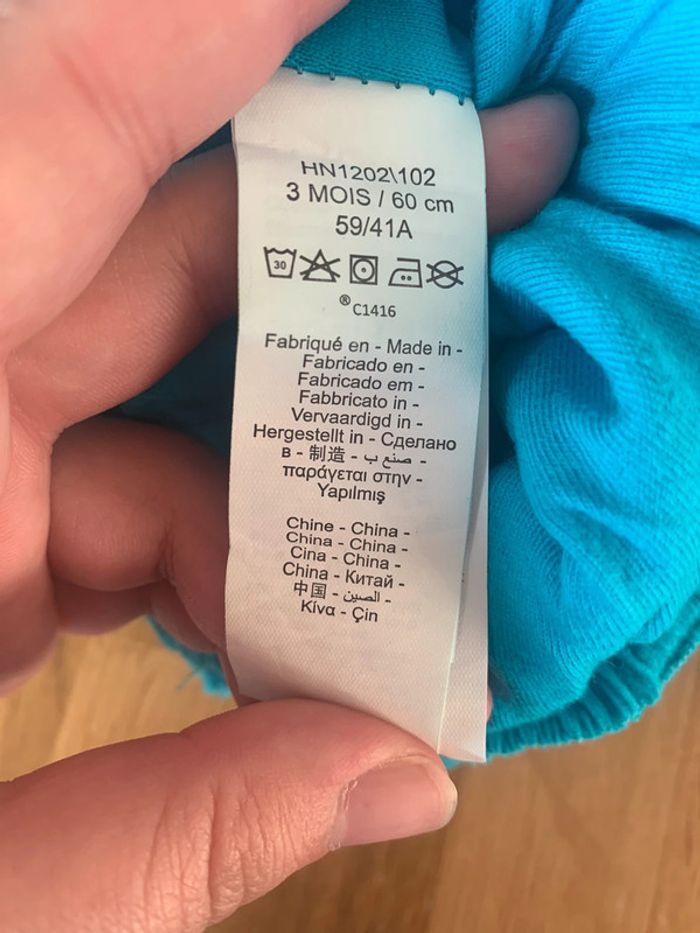 HN1202\102
3 MOIS / 60 cm
59/41A
30
®C1416
Fabriqué en - Made in -
Fabricado en -
Fabricado em -
Fabbricato in -
Vervaardigd in -
Hergestellt in - Сделано
в - 制造 - صنع ب -
παράγεται στην -
Yapılmış
Chine - China -
China - China -
Cina - China -
China - Китай -
中国 - الصين -
Κίνα - Çin